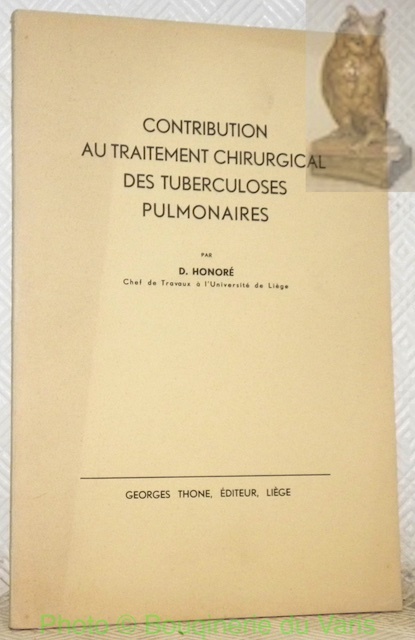 CONTRIBUTION
AU TRAITEMENT CHIRURGICAL
DES TUBERCULOSES
PULMONAIRES
PAR
D. HONORÉ
Chef de Travaux à l'Université de Liège
GEORGES THONE, ÉDITEUR, LIÈGE
Photo © Bouquinerie du Varis